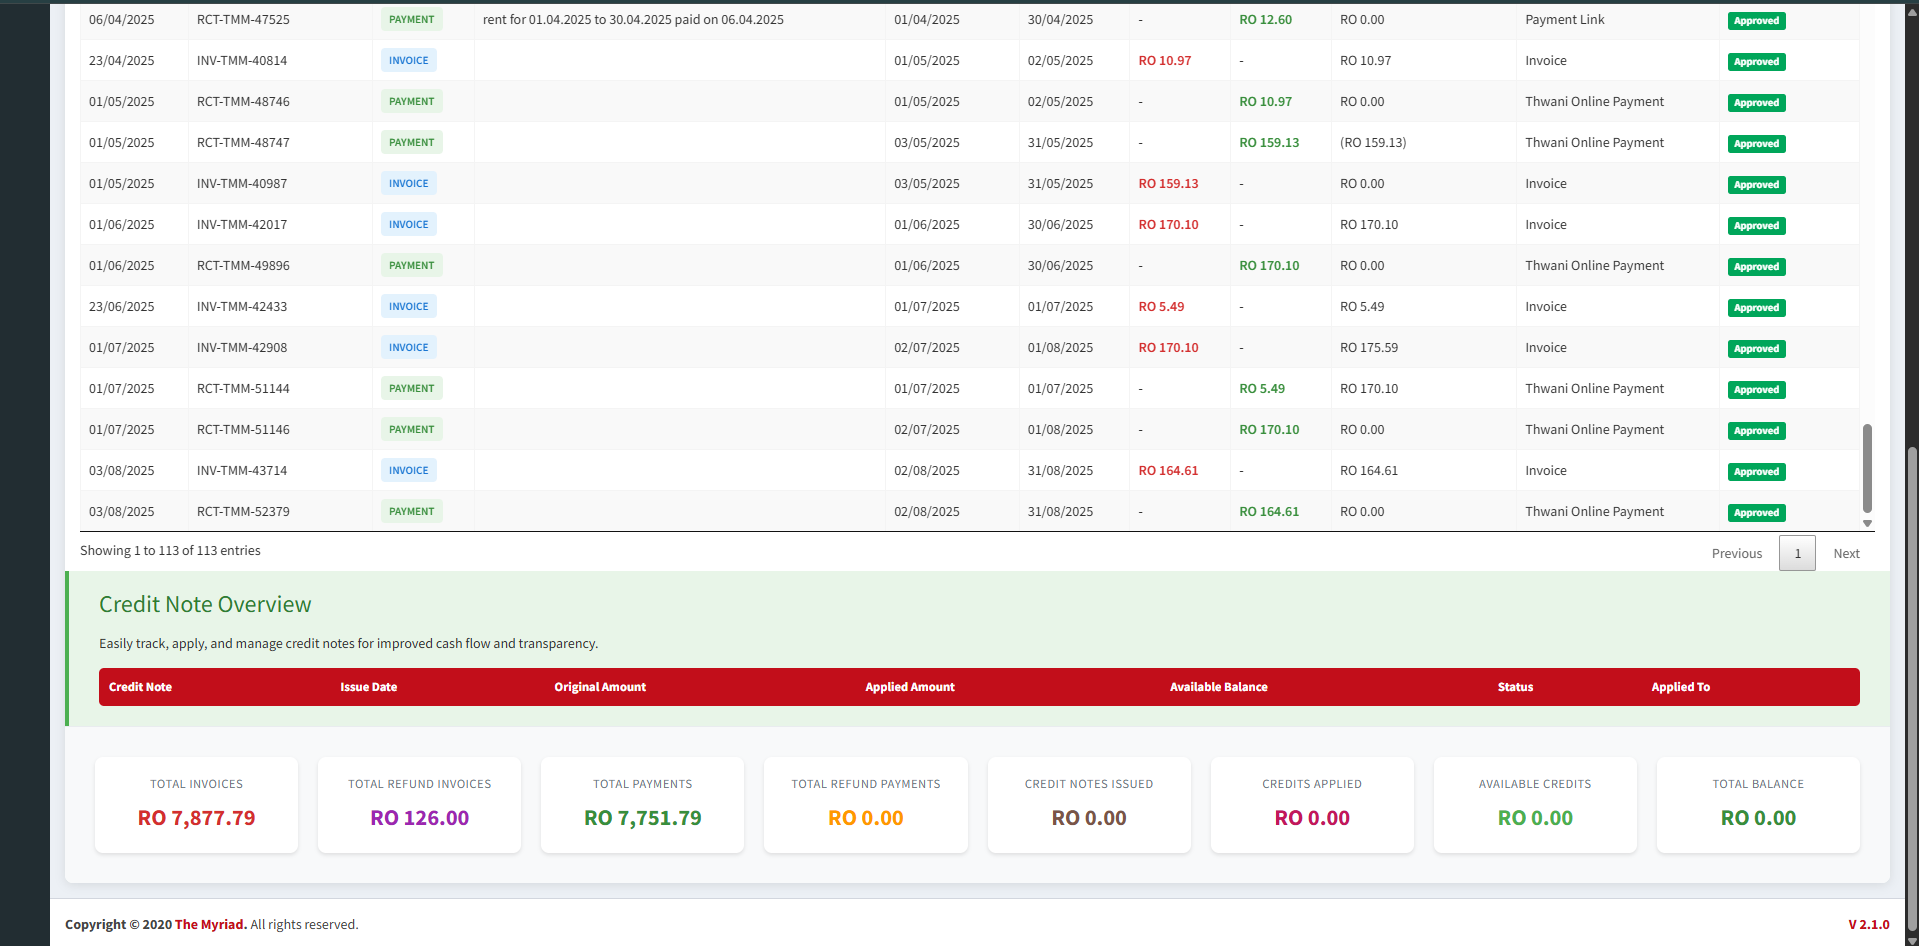 06/04/2025 RCT-TMM-47525 PAYMENT rent for 01.04.2025 to 30.04.2025 paid on 06.04.2025 01/04/2025 30/04/2025 - RO 12.60 RO 0.00 Payment Link Approved
23/04/2025 INV-TMM-40814 INVOICE 01/05/2025 02/05/2025 RO 10.97 - RO 10.97 Invoice Approved
01/05/2025 RCT-TMM-48746 PAYMENT 01/05/2025 02/05/2025 - RO 10.97 RO 0.00 Thwani Online Payment Approved
01/05/2025 RCT-TMM-48747 PAYMENT 03/05/2025 31/05/2025 - RO 159.13 (RO 159.13) Thwani Online Payment Approved
01/05/2025 INV-TMM-40987 INVOICE 03/05/2025 31/05/2025 RO 159.13 - RO 0.00 Invoice Approved
01/06/2025 INV-TMM-42017 INVOICE 01/06/2025 30/06/2025 RO 170.10 - RO 170.10 Invoice Approved
01/06/2025 RCT-TMM-49896 PAYMENT 01/06/2025 30/06/2025 - RO 170.10 RO 0.00 Thwani Online Payment Approved
23/06/2025 INV-TMM-42433 INVOICE 01/07/2025 01/07/2025 RO 5.49 - RO 5.49 Invoice Approved
01/07/2025 INV-TMM-42908 INVOICE 02/07/2025 01/08/2025 RO 170.10 - RO 175.59 Invoice Approved
01/07/2025 RCT-TMM-51144 PAYMENT 01/07/2025 01/07/2025 - RO 5.49 RO 170.10 Thwani Online Payment Approved
01/07/2025 RCT-TMM-51146 PAYMENT 02/07/2025 01/08/2025 - RO 170.10 RO 0.00 Thwani Online Payment Approved
03/08/2025 INV-TMM-43714 INVOICE 02/08/2025 31/08/2025 RO 164.61 - RO 164.61 Invoice Approved
03/08/2025 RCT-TMM-52379 PAYMENT 02/08/2025 31/08/2025 - RO 164.61 RO 0.00 Thwani Online Payment Approved
Showing 1 to 113 of 113 entries Previous 1 Next
Credit Note Overview
Easily track, apply, and manage credit notes for improved cash flow and transparency.
Credit Note Issue Date Original Amount Applied Amount Available Balance Status Applied To
TOTAL INVOICES TOTAL REFUND INVOICES TOTAL PAYMENTS TOTAL REFUND PAYMENTS CREDIT NOTES ISSUED CREDITS APPLIED AVAILABLE CREDITS TOTAL BALANCE
RO 7,877.79 RO 126.00 RO 7,751.79 RO 0.00 RO 0.00 RO 0.00 RO 0.00 RO 0.00
Copyright © 2020 The Myriad. All rights reserved. V 2.1.0